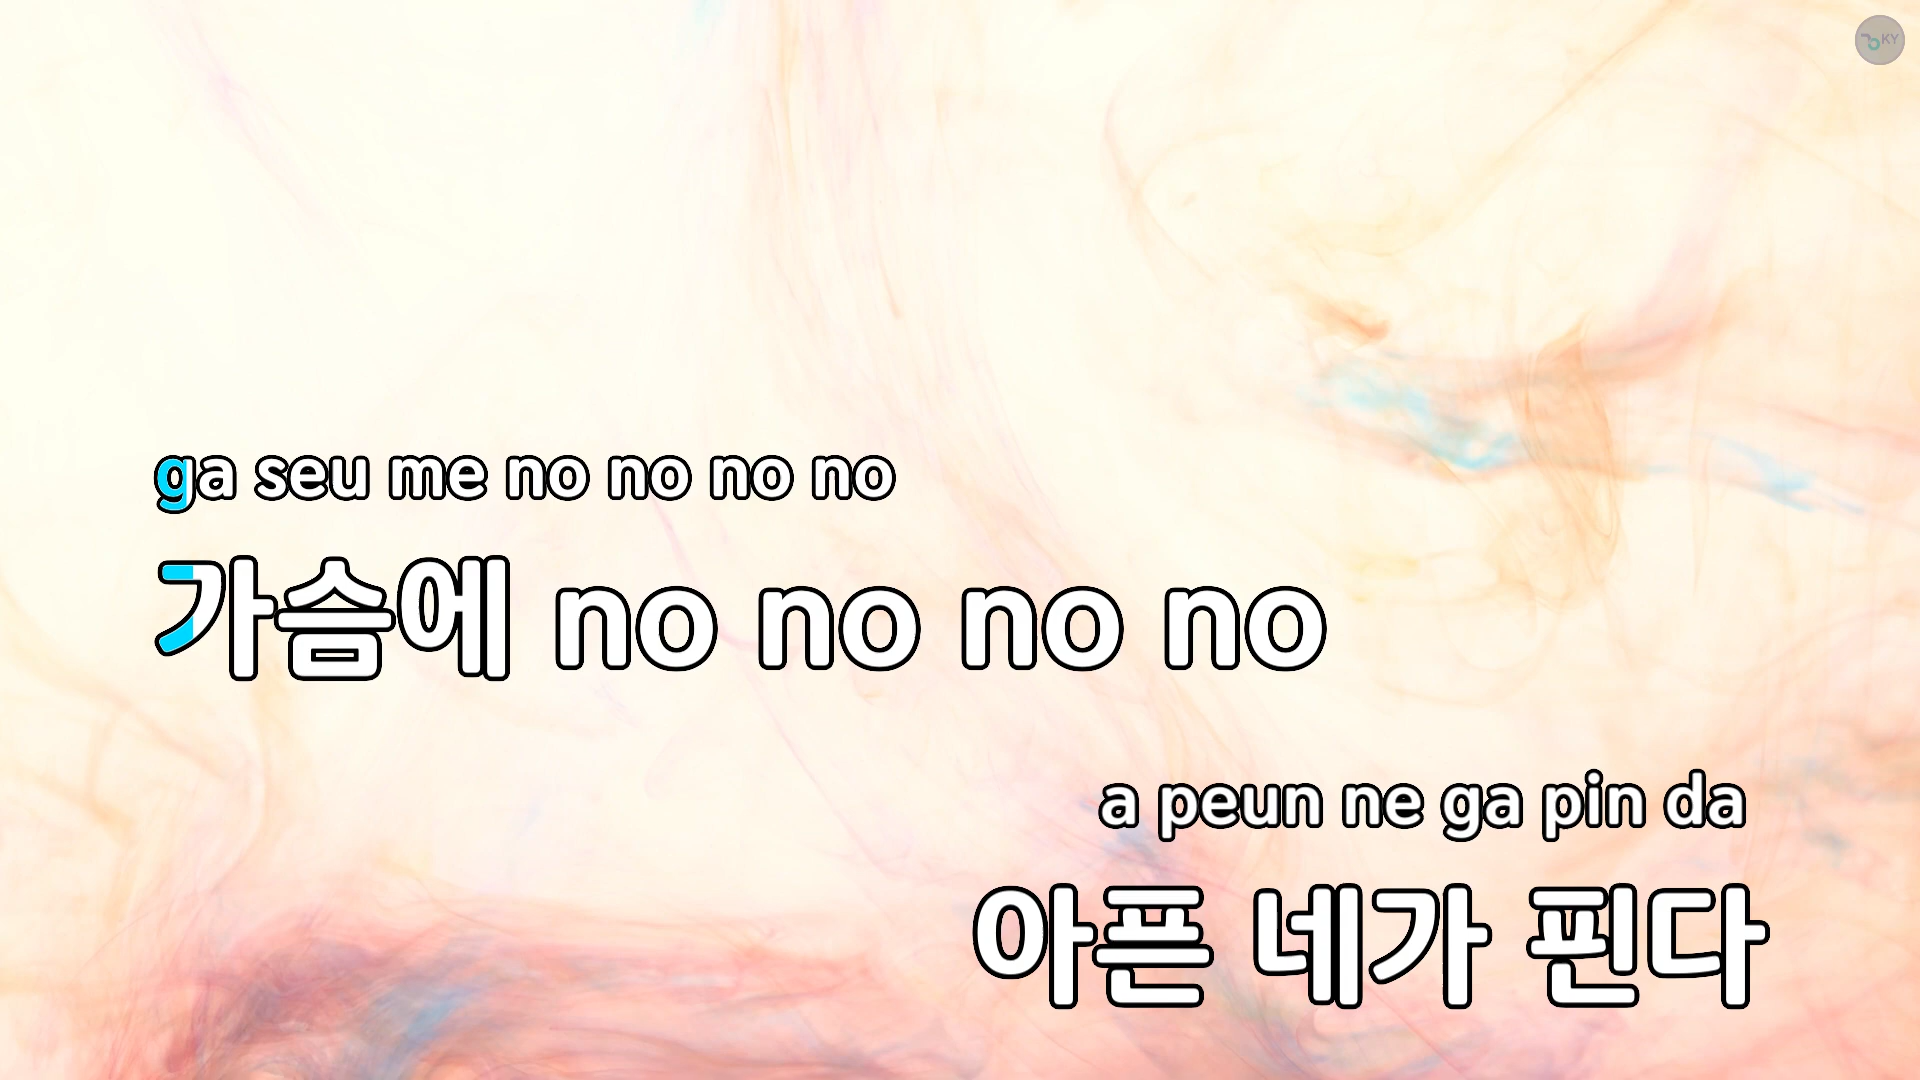 KY
ga seu me no no no no
가슴에 no no no no
a peun ne ga pin da
아픈 네가 핀다